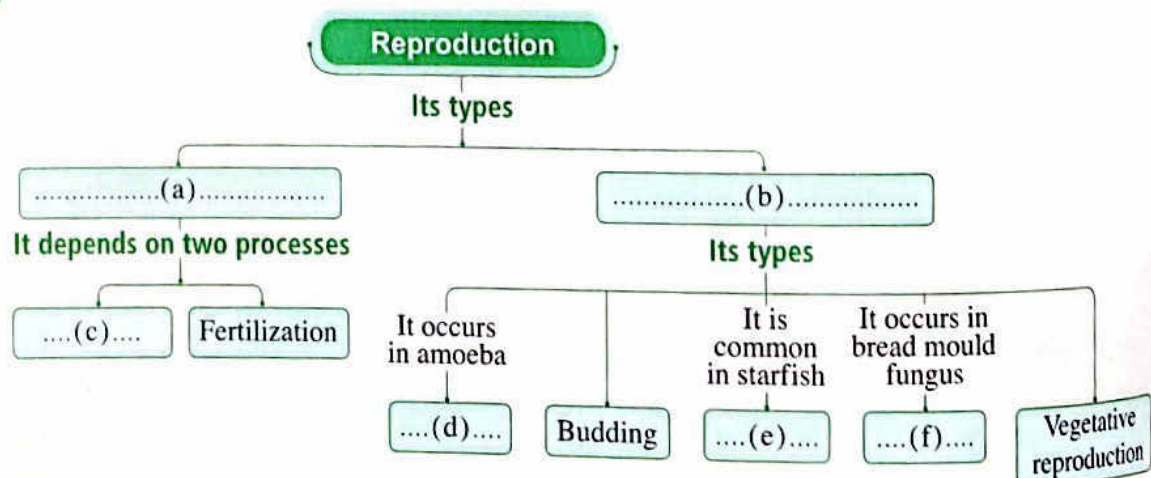 Reproduction
Its types
.................(a).................
.................(b).................
It depends on two processes
Its types
....(c)....
Fertilization
It occurs
in amoeba
It is
common
in starfish
It occurs in
bread mould
fungus
....(d)....
Budding
....(e)....
....(f)....
Vegetative
reproduction